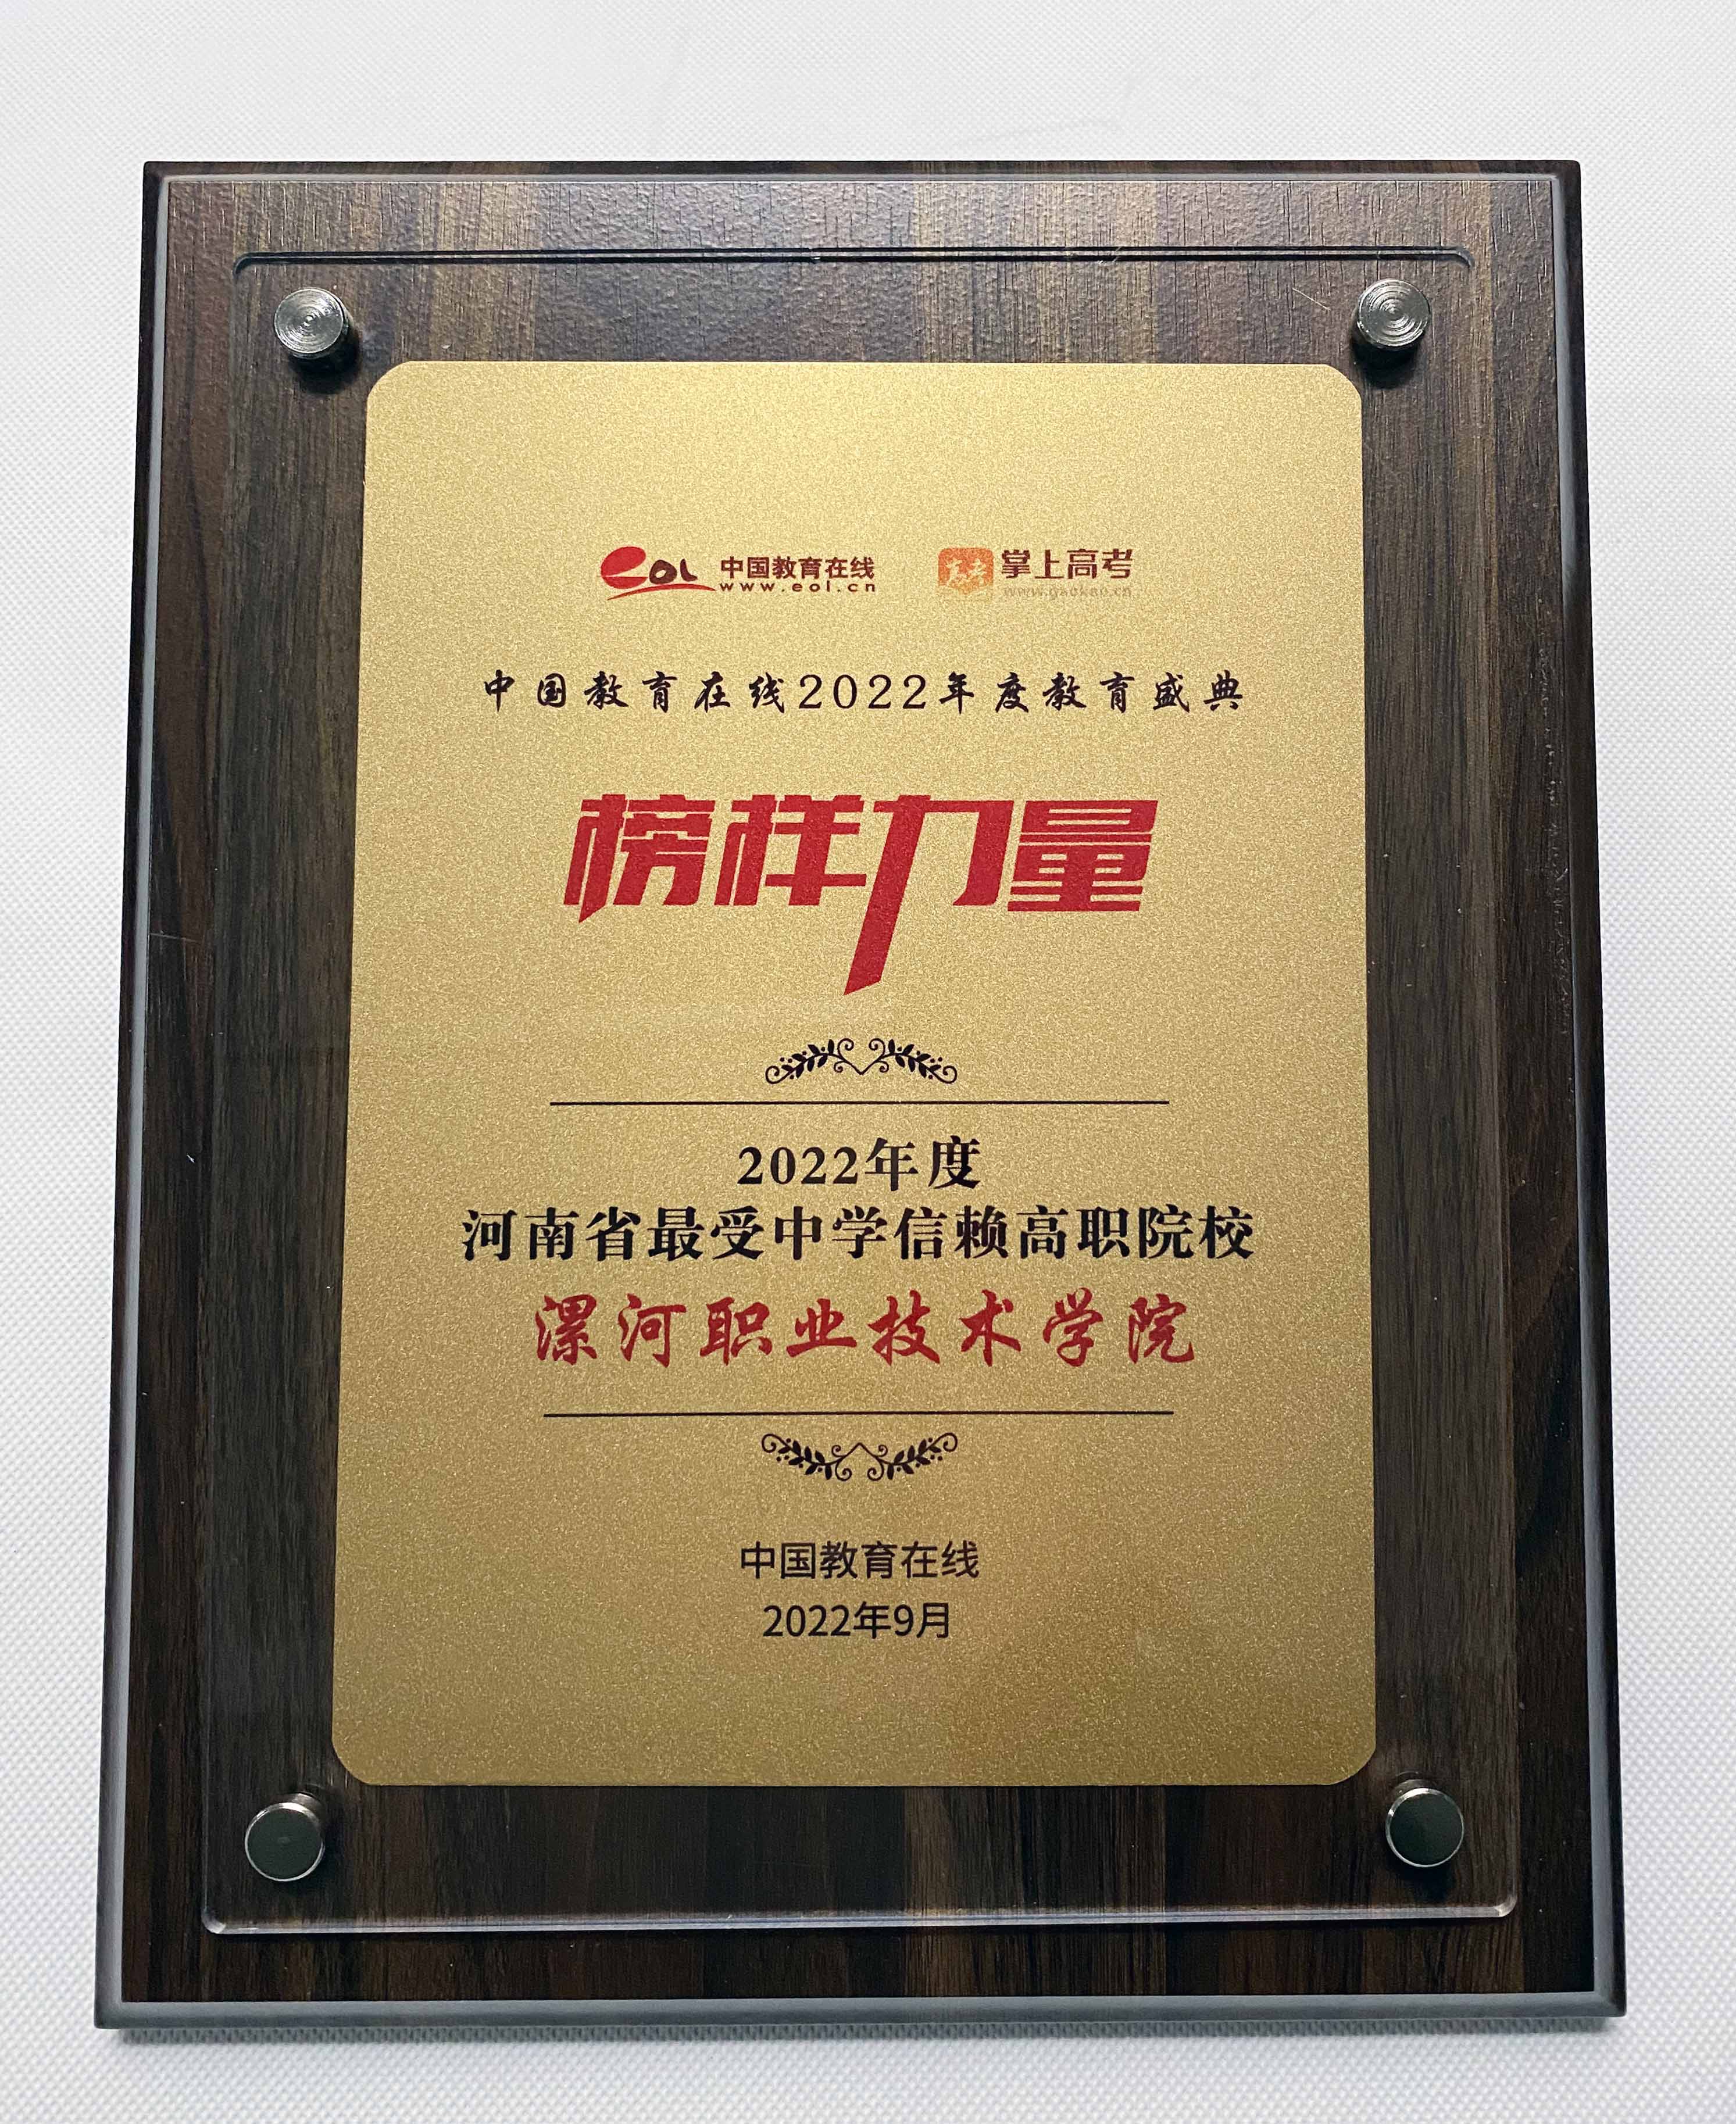 eol 中国教育在线 掌上高考
www.eol.cn www.gaokao.cn
中国教育在线2022年度教育盛典
榜样力量
2022年度
河南省最受中学信赖高职院校
漯河职业技术学院
中国教育在线
2022年9月